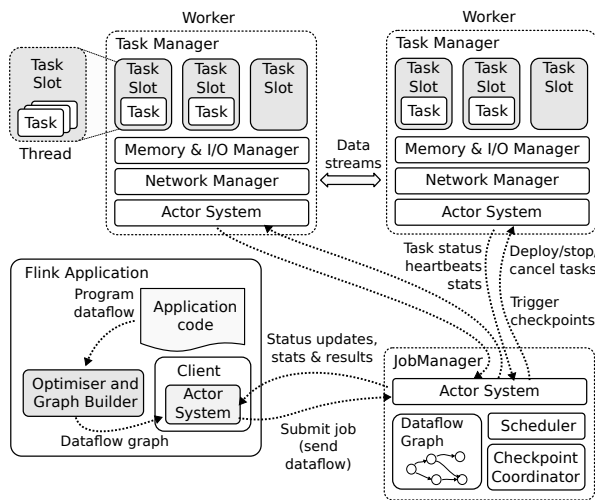 Worker
Task Manager
Task
Slot
Task
Thread
Task
Slot
Task
Task
Slot
Task
Task
Slot
Memory & I/O Manager
Network Manager
Actor System
Data
streams
Worker
Task Manager
Task
Slot
Task
Task
Slot
Task
Task
Slot
Memory & I/O Manager
Network Manager
Actor System
Task status
heartbeats
stats
Deploy/stop/
cancel tasks
Trigger
checkpoints
Flink Application
Program
dataflow
Application
code
Optimiser and
Graph Builder
Dataflow graph
Client
Actor
System
Status updates,
stats & results
Submit job
(send
dataflow)
JobManager
Actor System
Dataflow
Graph
Scheduler
Checkpoint
Coordinator